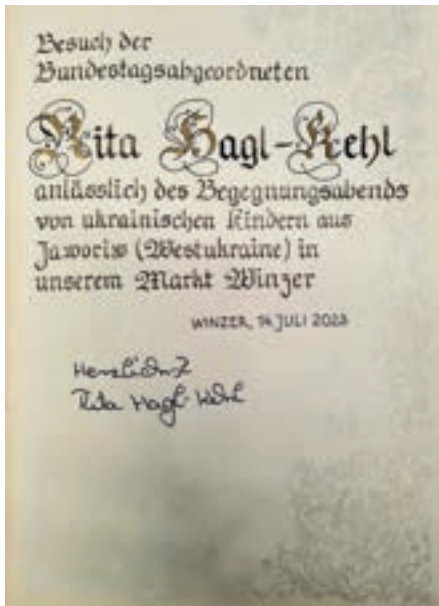 Besuch der
Bundestagsabgeordneten
Rita Hagl-Kehl
anlässlich des Begegnungsabends
von ukrainischen Kindern aus
Jaworiw (Westukraine) in
unserem Markt Winzer
WINZER, 14. JULI 2023
Rita Hagl-Kehl